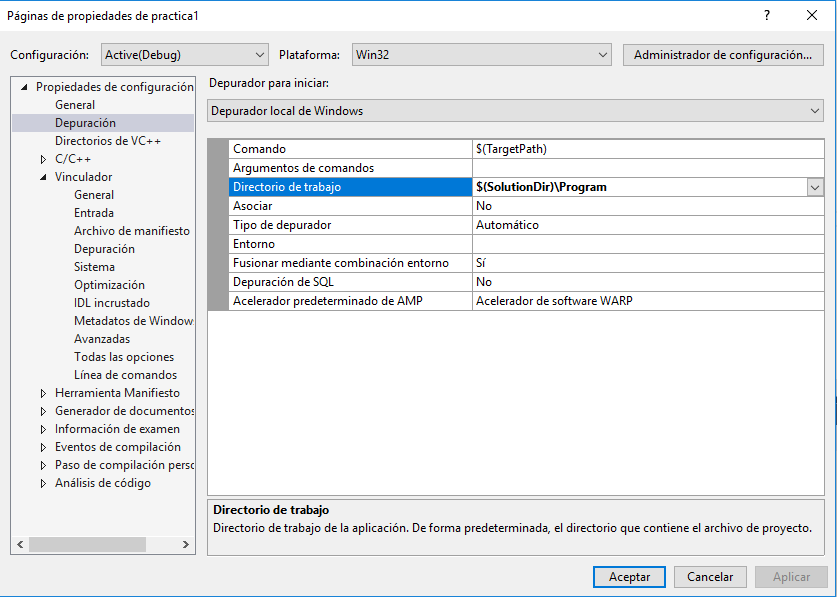 Páginas de propiedades de practica1
?
Configuración: Active(Debug) Plataforma: Win32 Administrador de configuración...
Propiedades de configuración
General
Depuración
Directorios de VC++
C/C++
Vinculador
General
Entrada
Archivo de manifiesto
Depuración
Sistema
Optimización
IDL incrustado
Metadatos de Window
Avanzadas
Todas las opciones
Línea de comandos
Herramienta Manifiesto
Generador de documentos
Información de examen
Eventos de compilación
Paso de compilación perso
Análisis de código
Depurador para iniciar:
Depurador local de Windows
Comando $(TargetPath)
Argumentos de comandos
Directorio de trabajo $(SolutionDir)\Program
Asociar No
Tipo de depurador Automático
Entorno
Fusionar mediante combinación entorno Sí
Depuración de SQL No
Acelerador predeterminado de AMP Acelerador de software WARP
Directorio de trabajo
Directorio de trabajo de la aplicación. De forma predeterminada, el directorio que contiene el archivo de proyecto.
Aceptar Cancelar Aplicar